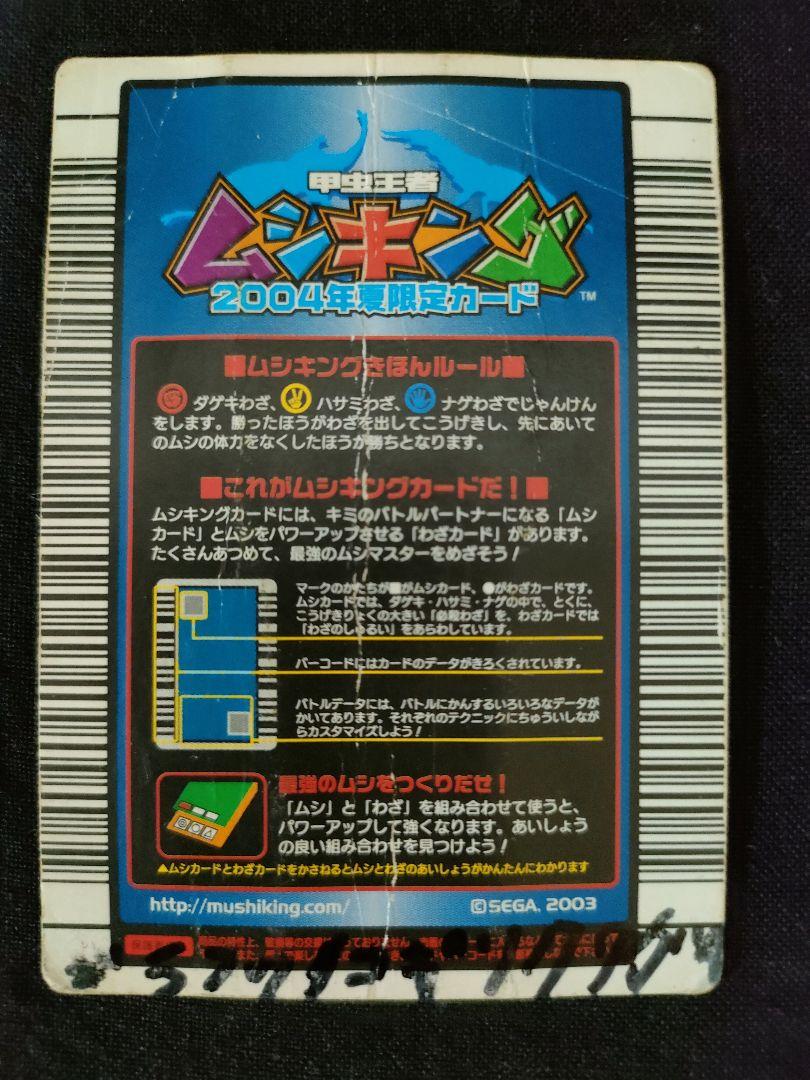 甲虫王者
ムシキング
2004年夏限定カード
TM
■ムシキングきほんルール■
ダゲキわざ、 ハサミわざ、 ナゲわざでじゃんけん
をします。勝ったほうがわざを出してこうげきし、先にあいて
のムシの体力をなくしたほうが勝ちとなります。
■これがムシキングカードだ！■
ムシキングカードには、キミのバトルパートナーになる「ムシ
カード」とムシをパワーアップさせる「わざカード」があります。
たくさんあつめて、最強のムシマスターをめざそう！
マークのかたちが■がムシカード、●がわざカードです。
ムシカードでは、ダゲキ・ハサミ・ナゲの中で、とくに、
こうげきりょくの大きい「必殺わざ」を、わざカードでは
「わざのしゅるい」をあらわしています。
バーコードにはカードのデータがきろくされています。
バトルデータには、バトルにかんするいろいろなデータが
かいてあります。それぞれのテクニックにちゅういしなが
らカスタマイズしよう！
最強のムシをつくりだせ！
「ムシ」と「わざ」を組み合わせて使うと、
パワーアップして強くなります。あいしょう
の良い組み合わせを見つけよう！
▲ムシカードとわざカードをかさねるとムシとわざのあいしょうがかんたんにわかります
http://mushiking.com/
©SEGA, 2003